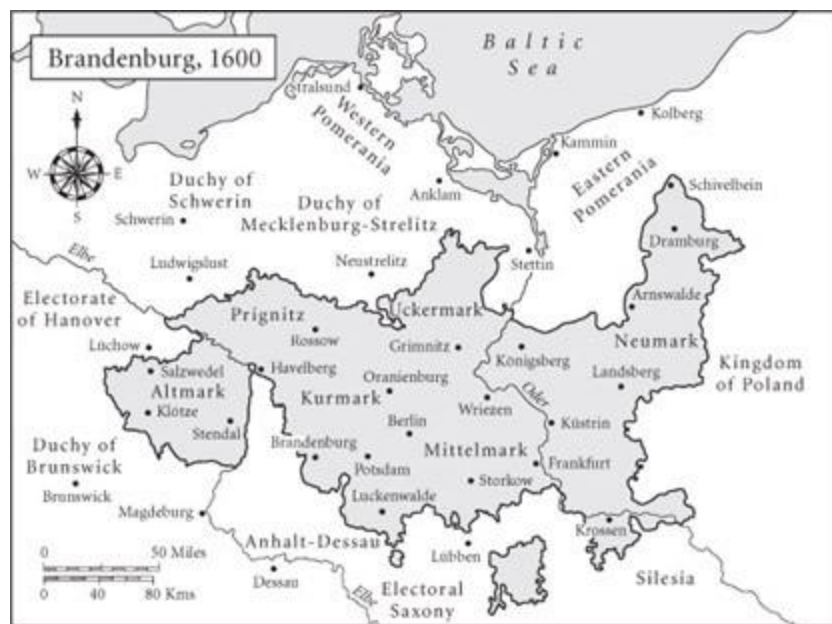 Brandenburg, 1600
Baltic
Sea
N
W
E
S
Stralsund
Western
Pomerania
Kolberg
Kammin
Eastern
Pomerania
Anklam
Schivelbein
Duchy of
Schwerin
Schwerin
Duchy of
Mecklenburg-Strelitz
Dramburg
Elbe
Ludwigslust
Neustrelitz
Stettin
Electorate
of Hanover
Prignitz
Uckermark
Arnswalde
Rossow
Neumark
Lüchow
Grimnitz
Königsberg
Kingdom
of Poland
Salzwedel
Havelberg
Altmark
Oranienburg
Landsberg
Kurmark
Oder
Wriezen
Klötze
Stendal
Berlin
Küstrin
Duchy of
Brunswick
Brandenburg
Mittelmark
Potsdam
Frankfurt
Brunswick
Storkow
Luckenwalde
Magdeburg
Krossen
Anhalt-Dessau
Lübben
0
50 Miles
0
40
80 Kms
Dessau
Elbe
Electoral
Saxony
Silesia